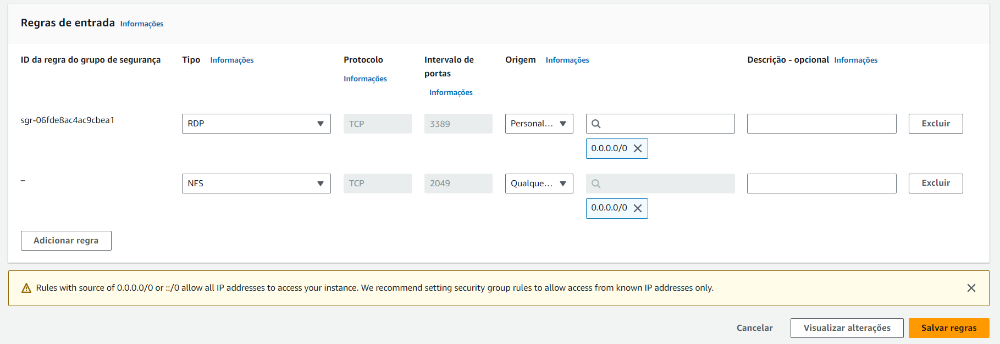 Regras de entrada Informações
ID da regra do grupo de segurança Tipo Informações Protocolo Informações Intervalo de portas Informações Origem Informações Descrição - opcional Informações
sgr-06fde8ac4ac9cbea1 RDP TCP 3389 Personal... Excluir
0.0.0.0/0
– NFS TCP 2049 Qualque... Excluir
0.0.0.0/0
Adicionar regra
Rules with source of 0.0.0.0/0 or ::/0 allow all IP addresses to access your instance. We recommend setting security group rules to allow access from known IP addresses only.
Cancelar Visualizar alterações Salvar regras